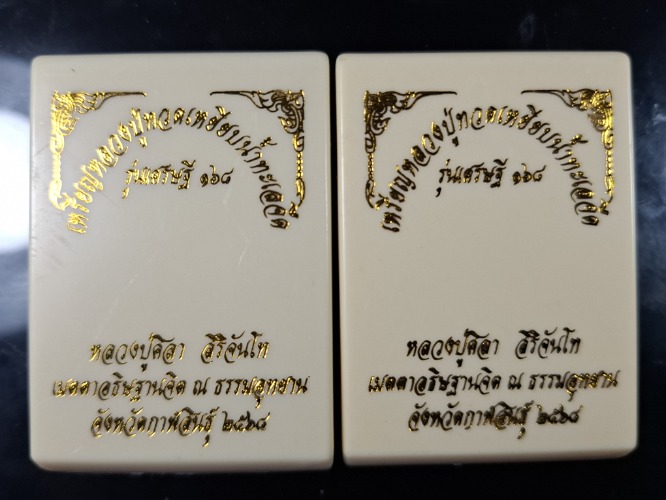 เหรียญหลวงปู่ทวดเหยียบน้ำทะเลจืด
รุ่นเศรษฐี ๑๖๘
หลวงปู่ศิลา สิริจันโท
เมตตาอธิษฐานจิต ณ ธรรมอุทยาน
จังหวัดกาฬสินธุ์ ๒๕๖๘
เหรียญหลวงปู่ทวดเหยียบน้ำทะเลจืด
รุ่นเศรษฐี ๑๖๘
หลวงปู่ศิลา สิริจันโท
เมตตาอธิษฐานจิต ณ ธรรมอุทยาน
จังหวัดกาฬสินธุ์ ๒๕๖๘